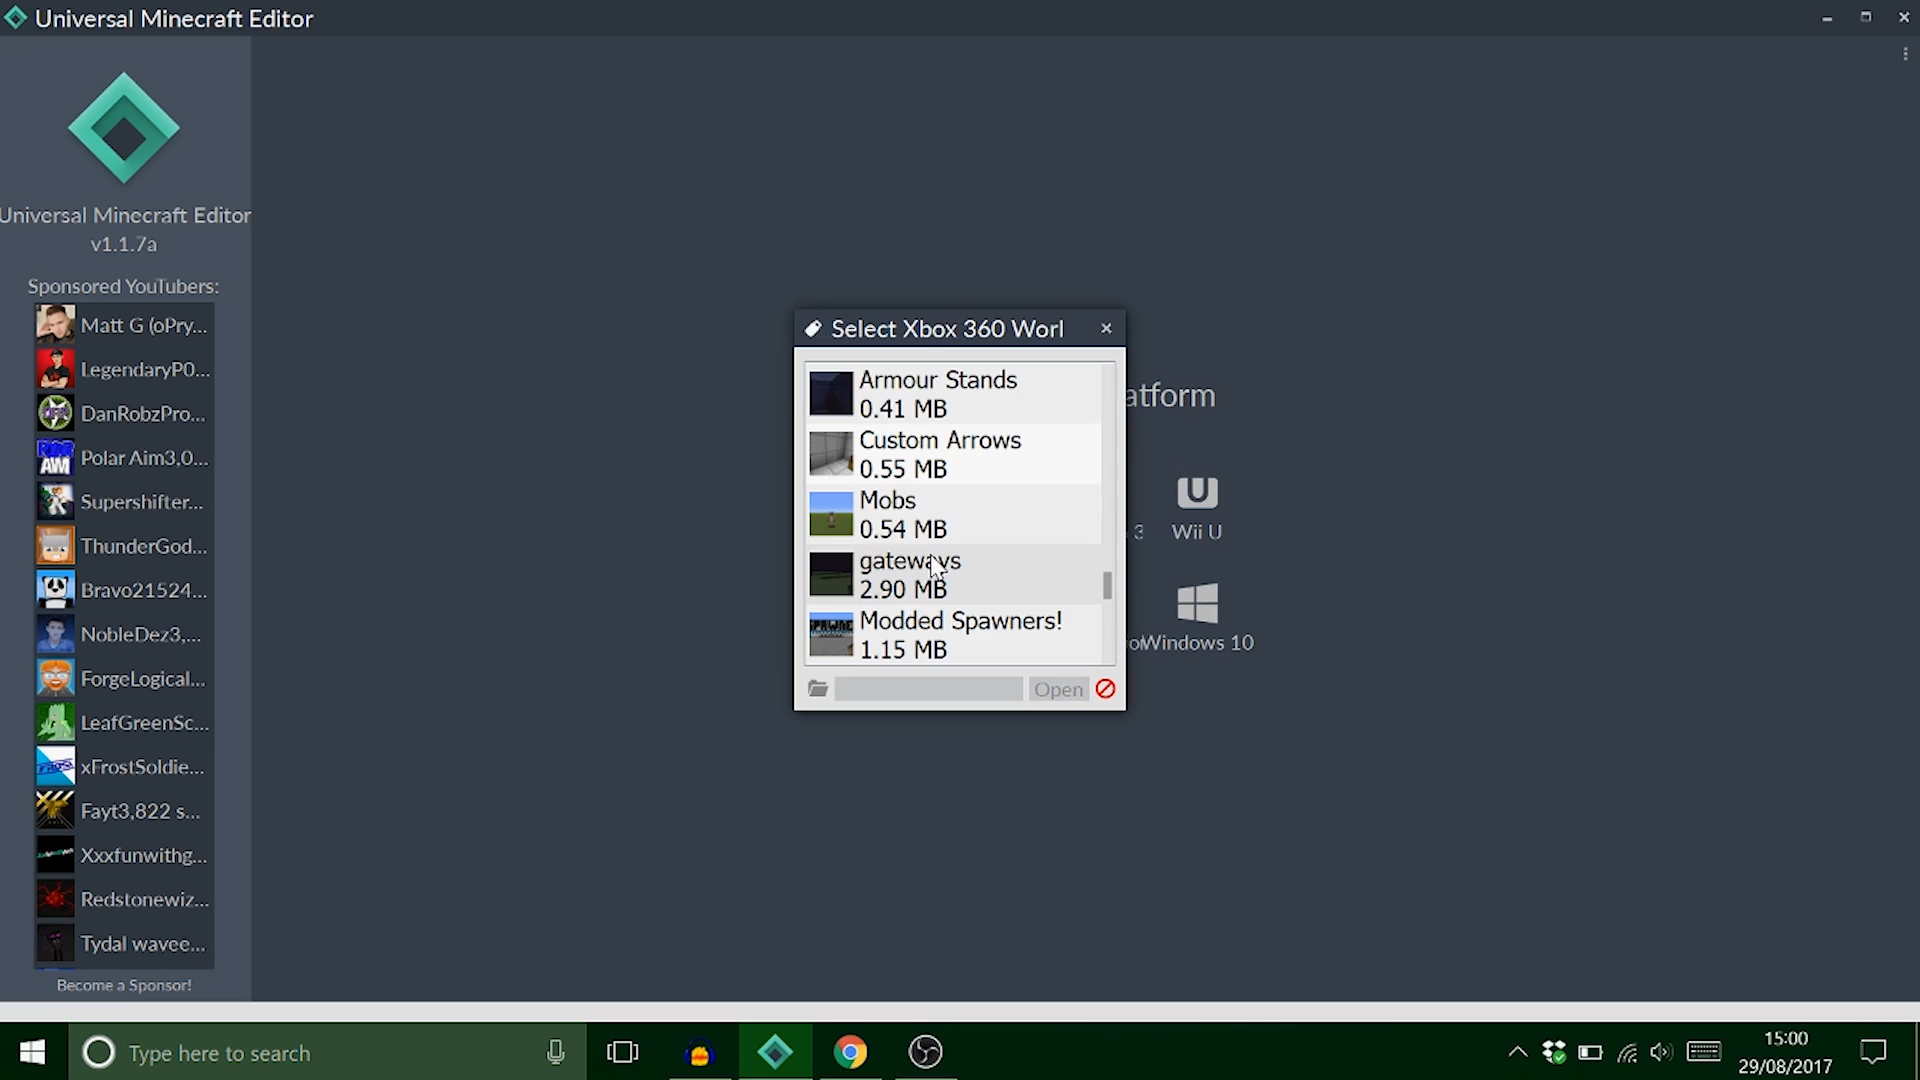 Universal Minecraft Editor
Universal Minecraft Editor
v1.1.7a
Sponsored YouTubers:
Matt G (oPry...
LegendaryP0...
DanRobzPro...
Polar Aim3,0...
Supershifter...
ThunderGod...
Bravo21524...
NobleDez3,...
ForgeLogical...
LeafGreenSc...
xFrostSoldie...
Fayt3,822 s...
Xxxfunwithg...
Redstonewiz...
Tydal wavee...
Become a Sponsor!
Select Xbox 360 Worl
Armour Stands
0.41 MB
Custom Arrows
0.55 MB
Mobs
0.54 MB
gateways
2.90 MB
Modded Spawners!
1.15 MB
Open
atform
3
Wii U
Windows 10
Type here to search
15:00
29/08/2017